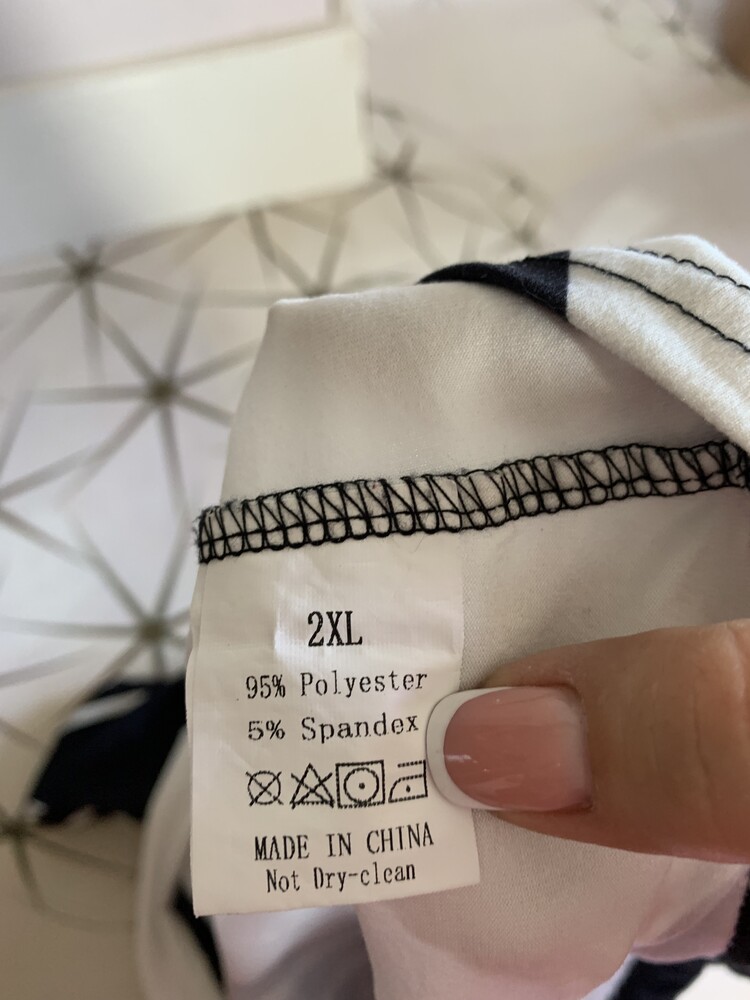 2XL
95% Polyester
5% Spandex
MADE IN CHINA
Not Dry-clean